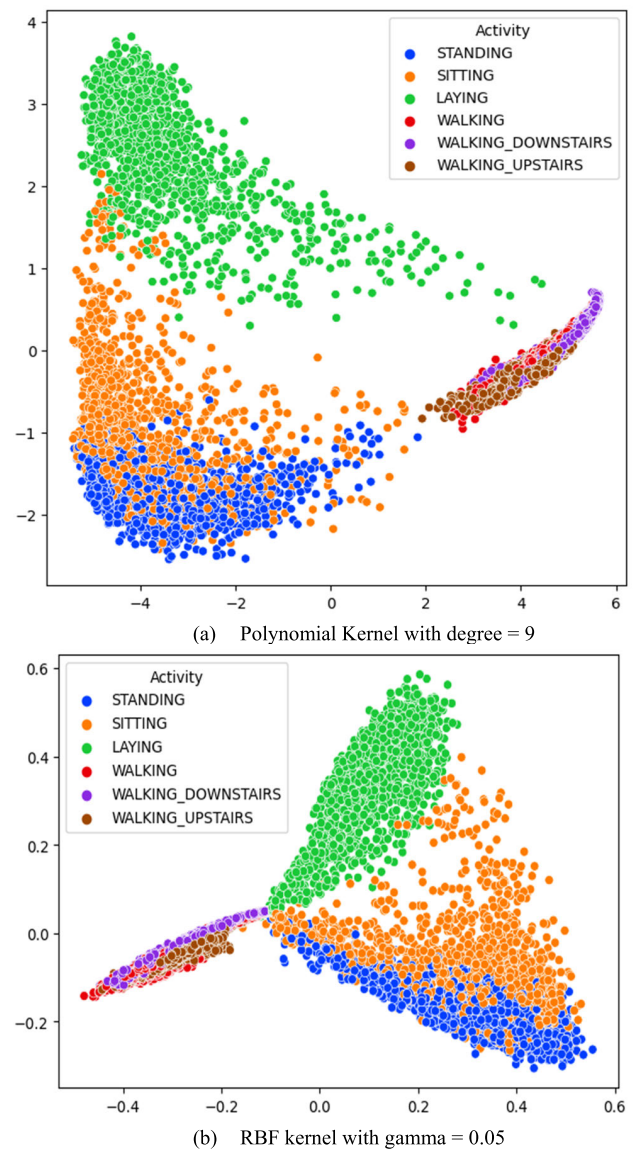 4
3
2
1
0
−1
−2
Activity
STANDING
SITTING
LAYING
WALKING
WALKING_DOWNSTAIRS
WALKING_UPSTAIRS
−4 −2 0 2 4 6
(a) Polynomial Kernel with degree = 9
0.6
0.4
0.2
0.0
−0.2
Activity
STANDING
SITTING
LAYING
WALKING
WALKING_DOWNSTAIRS
WALKING_UPSTAIRS
−0.4 −0.2 0.0 0.2 0.4 0.6
(b) RBF kernel with gamma = 0.05